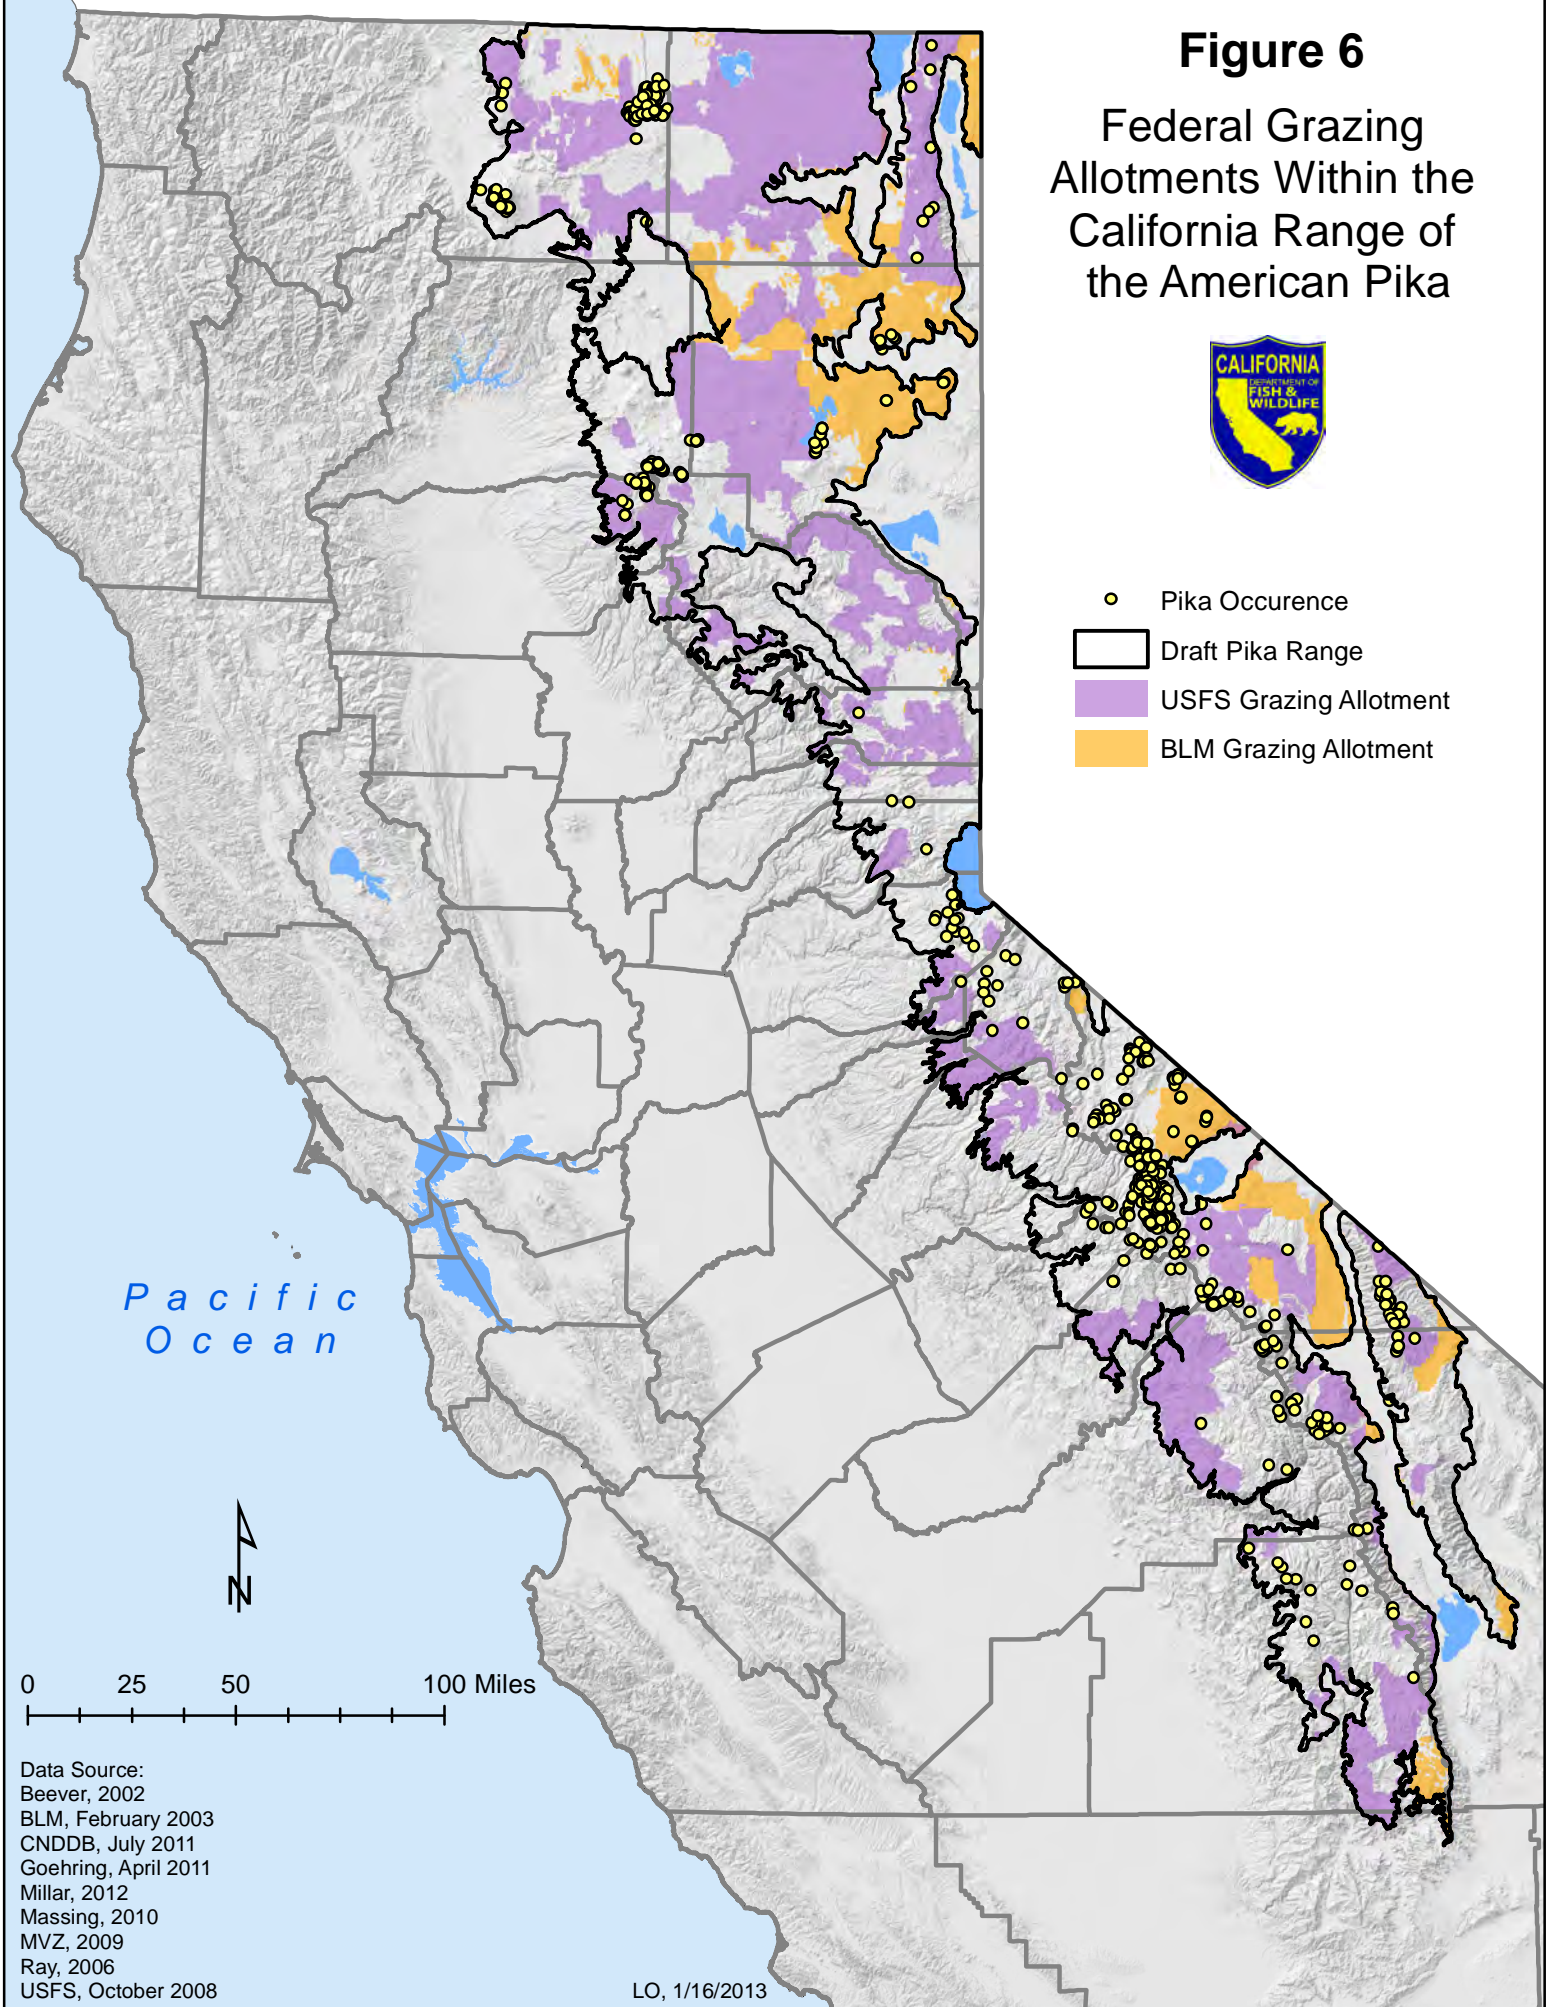 Figure 6
Federal Grazing
Allotments Within the
California Range of
the American Pika
CALIFORNIA
DEPARTMENT OF
FISH &
WILDLIFE
Pika Occurence
Draft Pika Range
USFS Grazing Allotment
BLM Grazing Allotment
Pacific
Ocean
N
0 25 50 100 Miles
Data Source:
Beever, 2002
BLM, February 2003
CNDDB, July 2011
Goehring, April 2011
Millar, 2012
Massing, 2010
MVZ, 2009
Ray, 2006
USFS, October 2008
LO, 1/16/2013